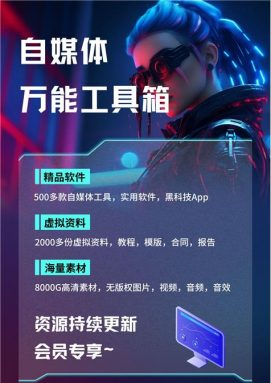 自媒体
万能工具箱
精品软件
500多款自媒体工具，实用软件，黑科技App
虚拟资料
2000多份虚拟资料，教程，模版，合同，报告
海量素材
8000G高清素材，无版权图片，视频，音频，音效
资源持续更新
会员专享~